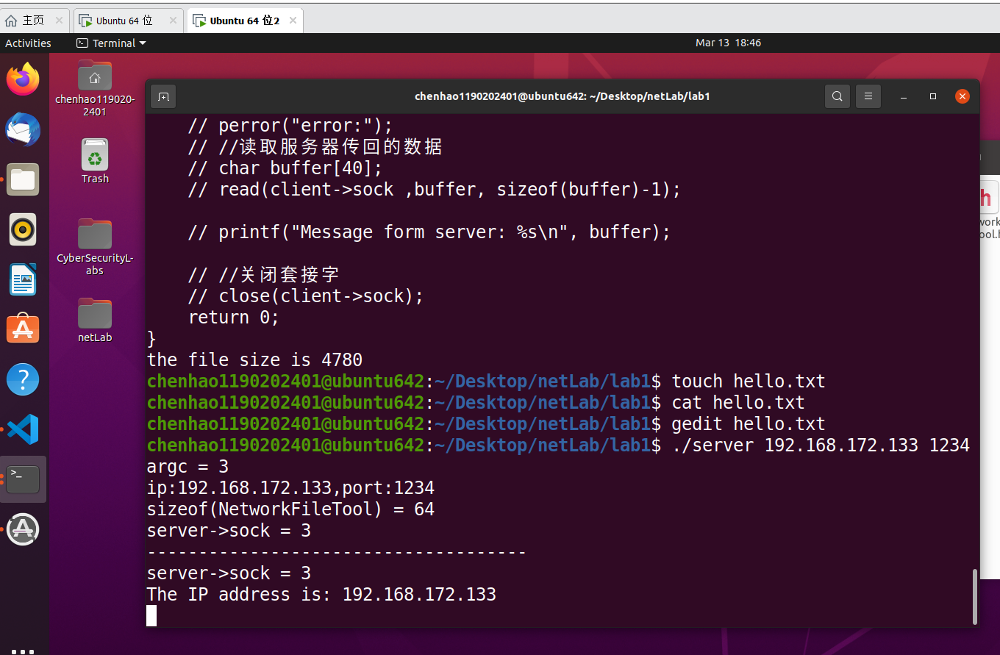 主页
Ubuntu 64 位
Ubuntu 64 位2
Activities
Terminal
Mar 13 18:46
chenhao119020-
2401
Trash
CyberSecurityL-
abs
netLab
chenhao1190202401@ubuntu642: ~/Desktop/netLab/lab1
// perror("error:");
// //读取服务器传回的数据
// char buffer[40];
// read(client->sock ,buffer, sizeof(buffer)-1);
// printf("Message form server: %s\n", buffer);
// //关闭套接字
// close(client->sock);
return 0;
}
the file size is 4780
chenhao1190202401@ubuntu642:~/Desktop/netLab/lab1$ touch hello.txt
chenhao1190202401@ubuntu642:~/Desktop/netLab/lab1$ cat hello.txt
chenhao1190202401@ubuntu642:~/Desktop/netLab/lab1$ gedit hello.txt
chenhao1190202401@ubuntu642:~/Desktop/netLab/lab1$ ./server 192.168.172.133 1234
argc = 3
ip:192.168.172.133,port:1234
sizeof(NetworkFileTool) = 64
server->sock = 3
-------------------------------------
server->sock = 3
The IP address is: 192.168.172.133
h
work
ool.h